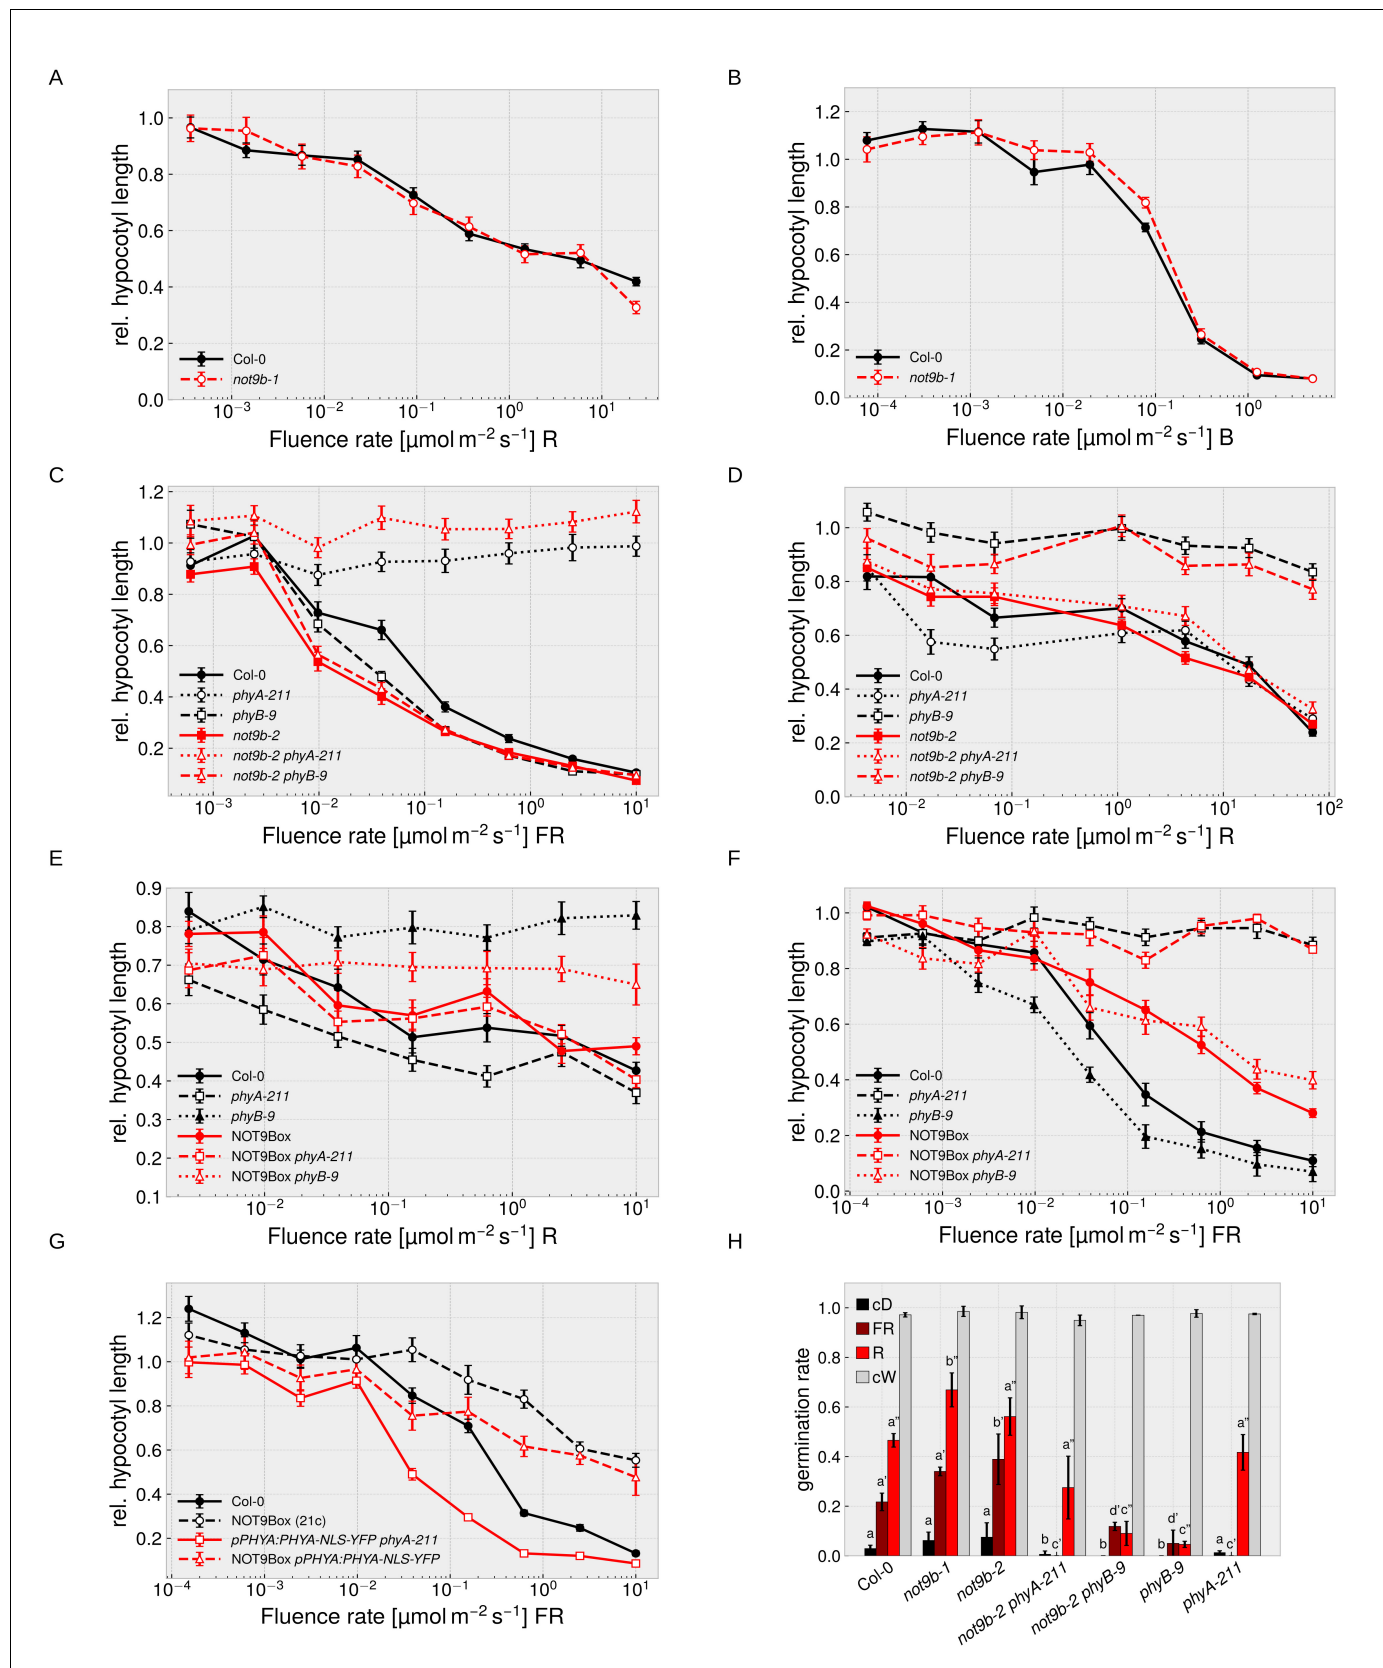 A
rel. hypocotyl length
1.0
0.8
0.6
0.4
0.2
0.0
Col-0
not9b-1
10⁻³ 10⁻² 10⁻¹ 10⁰ 10¹
Fluence rate [µmol m⁻² s⁻¹] R
B
rel. hypocotyl length
1.2
1.0
0.8
0.6
0.4
0.2
0.0
Col-0
not9b-1
10⁻⁴ 10⁻³ 10⁻² 10⁻¹ 10⁰
Fluence rate [µmol m⁻² s⁻¹] B
C
rel. hypocotyl length
1.2
1.0
0.8
0.6
0.4
0.2
Col-0
phyA-211
phyB-9
not9b-2
not9b-2 phyA-211
not9b-2 phyB-9
10⁻³ 10⁻² 10⁻¹ 10⁰ 10¹
Fluence rate [µmol m⁻² s⁻¹] FR
D
rel. hypocotyl length
1.0
0.8
0.6
0.4
0.2
0.0
Col-0
phyA-211
phyB-9
not9b-2
not9b-2 phyA-211
not9b-2 phyB-9
10⁻² 10⁻¹ 10⁰ 10¹ 10²
Fluence rate [µmol m⁻² s⁻¹] R
E
rel. hypocotyl length
0.9
0.8
0.7
0.6
0.5
0.4
0.3
0.2
0.1
Col-0
phyA-211
phyB-9
NOT9Box
NOT9Box phyA-211
NOT9Box phyB-9
10⁻² 10⁻¹ 10⁰ 10¹
Fluence rate [µmol m⁻² s⁻¹] R
F
rel. hypocotyl length
1.0
0.8
0.6
0.4
0.2
0.0
Col-0
phyA-211
phyB-9
NOT9Box
NOT9Box phyA-211
NOT9Box phyB-9
10⁻⁴ 10⁻³ 10⁻² 10⁻¹ 10⁰ 10¹
Fluence rate [µmol m⁻² s⁻¹] FR
G
rel. hypocotyl length
1.2
1.0
0.8
0.6
0.4
0.2
Col-0
NOT9Box (21c)
pPHYA:PHYA-NLS-YFP phyA-211
NOT9Box pPHYA:PHYA-NLS-YFP
10⁻⁴ 10⁻³ 10⁻² 10⁻¹ 10⁰ 10¹
Fluence rate [µmol m⁻² s⁻¹] FR
H
germination rate
1.0
0.8
0.6
0.4
0.2
0.0
cD
FR
R
cW
a a' a"
a a' b"
a b' a"
b c' a"
b d' c"
b d' c"
a c' a"
Col-0
not9b-1
not9b-2
not9b-2 phyA-211
not9b-2 phyB-9
phyB-9
phyA-211